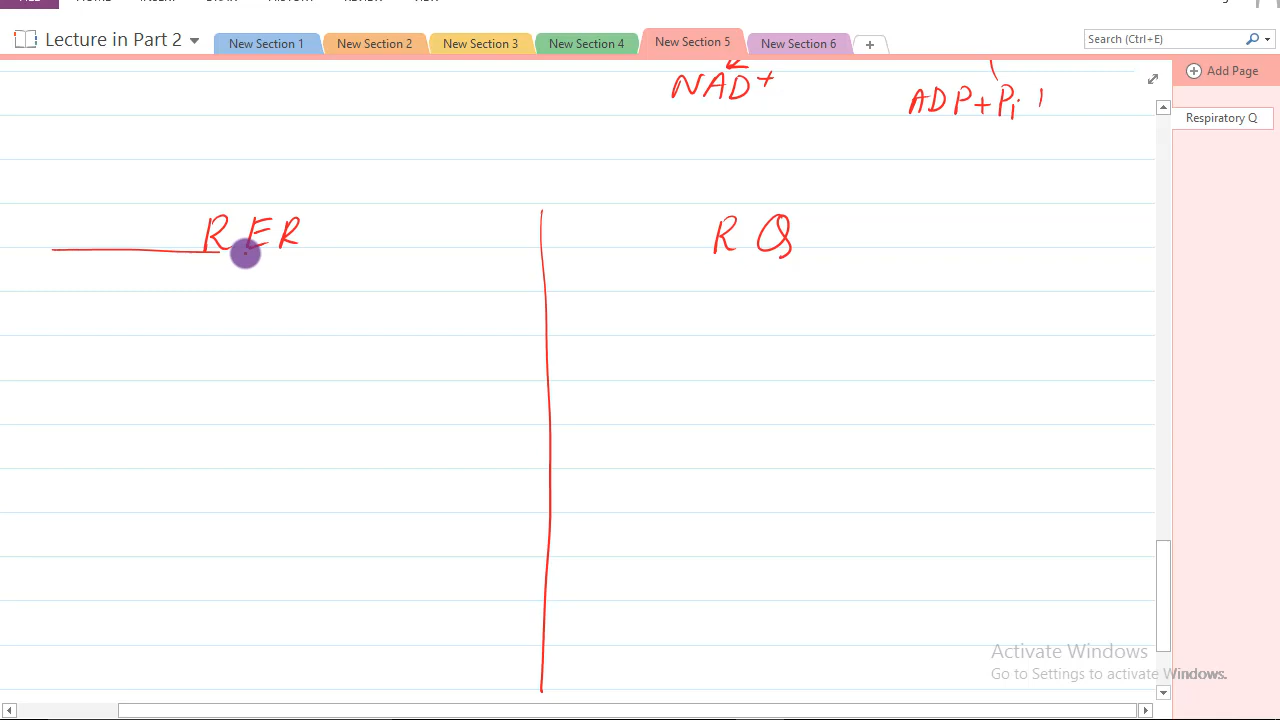 Lecture in Part 2
New Section 1 New Section 2 New Section 3 New Section 4 New Section 5 New Section 6 +
Search (Ctrl+E)
Add Page
Respiratory Q
NAD+
ADP+Pi
RER
RQ
Activate Windows
Go to Settings to activate Windows.